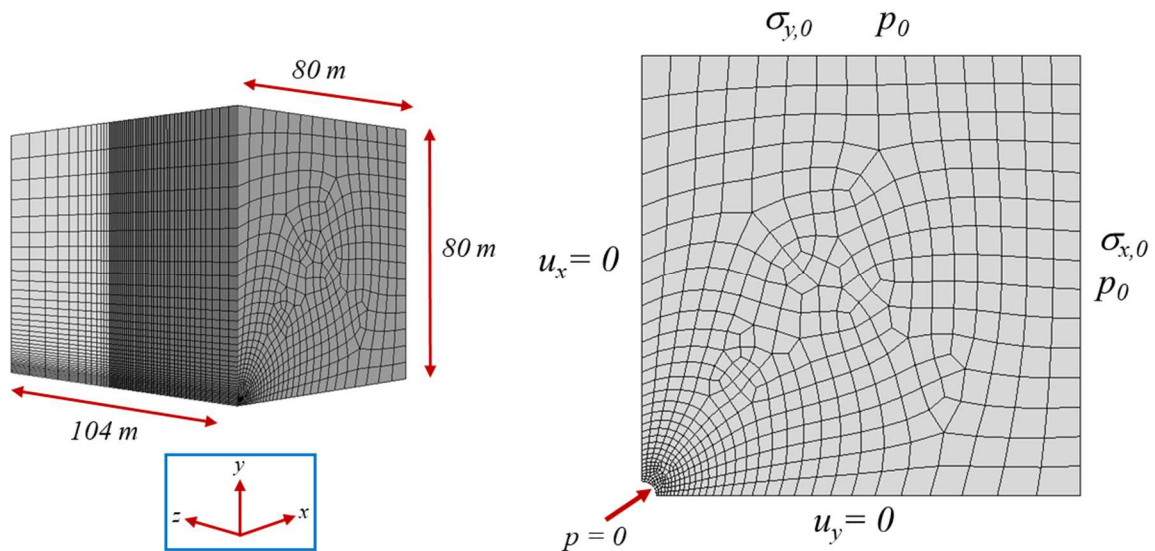 80 m
80 m
104 m
y
z
x
σy,0 p0
ux= 0
σx,0
p0
p = 0
uy= 0